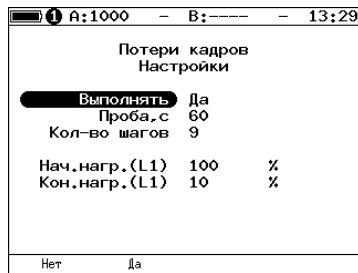 1 A:1000 – B:---- – 13:29
Потери кадров
Настройки
Выполнять Да
Проба,с 60
Кол-во шагов 9
Нач.нагр.(L1) 100 %
Кон.нагр.(L1) 10 %
Нет Да